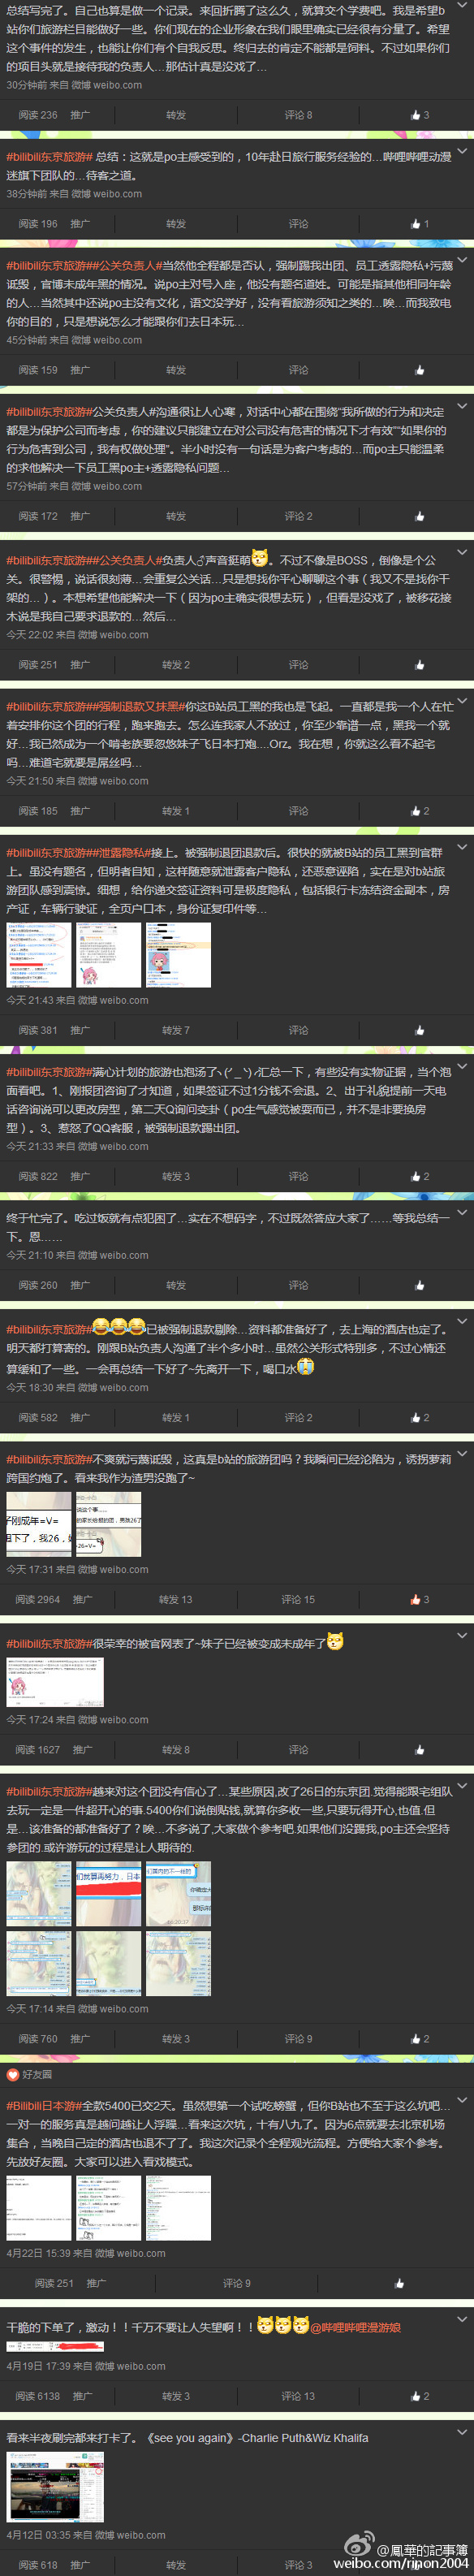 总结写完了。自己也算是做一个记录。来回折腾了这么久，就算交个学费吧。我是希望b
站你们旅游栏目能做好一些。你们现在的企业形象在我们眼里确实已经很有分量了。希望
这个事件的发生，也能让你们有个自我反思。终归去的肯定不能都是饲料。不过如果你们
的项目头就是接待我的负责人…那估计真是没戏了…
30分钟前 来自 微博 weibo.com
阅读 236 推广 转发 评论 8 3
#bilibili东京旅游# 总结：这就是po主感受到的，10年赴日旅行服务经验的…哔哩哔哩动漫
迷旗下团队的…待客之道。
38分钟前 来自 微博 weibo.com
阅读 196 推广 转发 评论 1
#bilibili东京旅游##公关负责人#当然他全程都是否认，强制踢我出团、员工透露隐私+污蔑
诋毁，官博未成年黑的情况。说po主对号入座，他没有题名道姓。可能是指其他相同年龄
的人…当然其中还说po主没有文化，语文没学好，没有看旅游须知之类的…唉…而我致电
你的目的，只是想说怎么才能跟你们去日本玩…
45分钟前 来自 微博 weibo.com
阅读 159 推广 转发 评论
#bilibili东京旅游#公关负责人#沟通很让人心寒，对话中心都在围绕“我所做的行为和决定
都是为保护公司而考虑，你的建议只能建立在对公司没有危害的情况下才有效”“如果你的
行为危害到公司，我有权做处理”。半小时没有一句话是为客户考虑的…而po主只能温柔
的求他解决一下员工黑po主+透露隐私问题…
57分钟前 来自 微博 weibo.com
阅读 172 推广 转发 评论 2
#bilibili东京旅游##公关负责人#负责人♂声音挺萌。不过不像是BOSS，倒像是个公
关。很警惕，说话很刻薄…会重复公关话…只是想找你平心聊聊这个事（我又不是找你干
架的…）。本想希望他能解决一下（因为po主确实很想去玩），但看是没戏了，被移花接
木说是我自己要求退款的…然后…
今天 22:02 来自 微博 weibo.com
阅读 251 推广 转发 2 评论
#bilibili东京旅游##强制退款又抹黑#你这B站员工黑的我也是飞起。一直都是我一个人在忙
着安排你这个团的行程，跑来跑去。怎么连我家人不放过，你至少靠谱一点，黑我一个就
好…我已然成为一个啃老族要忽悠妹子飞日本打炮....Orz。我在想，你就这么看不起宅
吗…难道宅就要是屌丝吗…
今天 21:50 来自 微博 weibo.com
阅读 185 推广 转发 1 评论 2
#bilibili东京旅游##泄露隐私#接上。被强制退团退款后。很快的就被B站的员工黑到官群
上。虽没有题名，但明者自知，这样随意就泄露客户隐私，还恶意诬陷，实在是对b站旅
游团队感到震惊。细想，给你递交签证资料可是极度隐私，包括银行卡冻结资金副本，房
产证，车辆行驶证，全页户口本，身份证复印件等…
今天 21:43 来自 微博 weibo.com
阅读 381 推广 转发 7 评论
#bilibili东京旅游#满心计划的旅游也泡汤了ヽ(´_`)ノ汇总一下，有些没有实物证据，当个泡
面看吧。1、刚报团咨询了才知道，如果签证不过1分钱不会退。2、出于礼貌提前一天电
话咨询说可以更改房型，第二天Q询问变卦（po生气感觉被耍而已，并不是非要换房
型）。3、惹怒了QQ客服，被强制退款踢出团。
今天 21:33 来自 微博 weibo.com
阅读 822 推广 转发 3 评论 2
终于忙完了。吃过饭就有点犯困了…实在不想码字，不过既然答应大家了……等我总结一
下。恩……
今天 21:10 来自 微博 weibo.com
阅读 260 推广 转发 评论
#bilibili东京旅游#已被强制退款剔除…资料都准备好了，去上海的酒店也定了。
明天都打算寄的。刚跟B站负责人沟通了半个多小时…虽然公关形式特别多，不过心情还
算缓和了一些。一会再总结一下好了~先离开一下，喝口水
今天 18:30 来自 微博 weibo.com
阅读 582 推广 转发 1 评论 2 2
#bilibili东京旅游#不爽就污蔑诋毁，这真是b站的旅游团吗？我瞬间已经沦陷为，诱拐萝莉
跨国约炮了。看来我作为渣男没跑了~
子刚成年=V=
且下了，我26，
说这个事......
的家长给根的团，男孩26了
-26=V=
今天 17:31 来自 微博 weibo.com
阅读 2964 推广 转发 13 评论 15 3
#bilibili东京旅游#很荣幸的被官网表了~妹子已经被变成未成年了
今天 17:24 来自 微博 weibo.com
阅读 1627 推广 转发 8 评论
#bilibili东京旅游#越来对这个团没有信心了…某些原因,改了26日的东京团.觉得能跟宅组队
去玩一定是一件超开心的事.5400你们说倒贴钱,就算你多收一些,只要玩得开心,也值.但
是…该准备的都准备好了？唉…不多说了,大家做个参考吧.如果他们没踢我,po主还会坚持
参团的.或许游玩的过程是让人期待的.
们就算再努力，日本
今天 17:14 来自 微博 weibo.com
阅读 760 推广 转发 3 评论 9 2
好友圈
#Bilibili日本游#全款5400已交2天。虽然想第一个试吃螃蟹，但你B站也不至于这么坑吧…
一对一的服务真是越问越让人浮躁…看来这次坑，十有八九了。因为6点就要去北京机场
集合，当晚自己定的酒店也退不了了。我这次记录个全程观光流程。方便给大家个参考。
先放好友圈。大家可以进入看戏模式。
4月22日 15:39 来自 微博 weibo.com
阅读 251 推广 评论 9
干脆的下单了，激动！！千万不要让人失望啊！！@哔哩哔哩漫游娘
4月19日 17:39 来自 微博 weibo.com
阅读 6138 推广 转发 3 评论 13 2
看来半夜刷完都来打卡了。《see you again》-Charlie Puth&Wiz Khalifa
4月12日 03:35 来自 微博 weibo.com
阅读 618 推广 转发 评论 3
@鳳華的記事簿
weibo.com/rinon2004